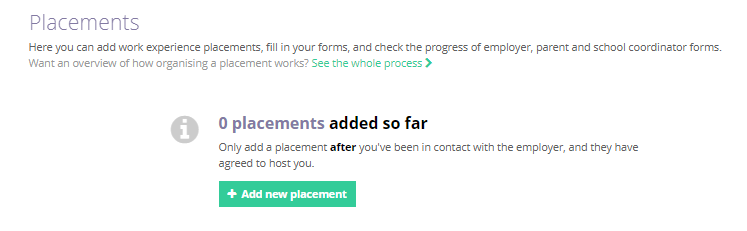 Placements
Here you can add work experience placements, fill in your forms, and check the progress of employer, parent and school coordinator forms.
Want an overview of how organising a placement works? See the whole process
0 placements added so far
Only add a placement after you've been in contact with the employer, and they have
agreed to host you.
+ Add new placement